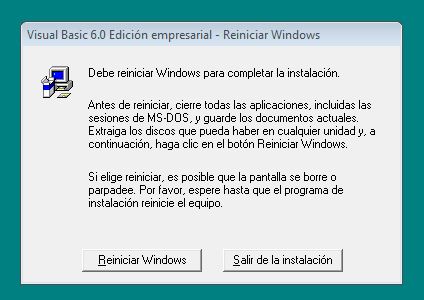 Visual Basic 6.0 Edición empresarial - Reiniciar Windows
Debe reiniciar Windows para completar la instalación.
Antes de reiniciar, cierre todas las aplicaciones, incluidas las
sesiones de MS-DOS, y guarde los documentos actuales.
Extraiga los discos que pueda haber en cualquier unidad y, a
continuación, haga clic en el botón Reiniciar Windows.
Si elige reiniciar, es posible que la pantalla se borre o
parpadee. Por favor, espere hasta que el programa de
instalación reinicie el equipo.
Reiniciar Windows
Salir de la instalación